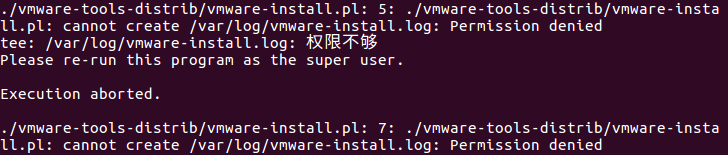 ./vmware-tools-distrib/vmware-install.pl: 5: ./vmware-tools-distrib/vmware-insta
ll.pl: cannot create /var/log/vmware-install.log: Permission denied
tee: /var/log/vmware-install.log: 权限不够
Please re-run this program as the super user.

Execution aborted.

./vmware-tools-distrib/vmware-install.pl: 7: ./vmware-tools-distrib/vmware-insta
ll.pl: cannot create /var/log/vmware-install.log: Permission denied